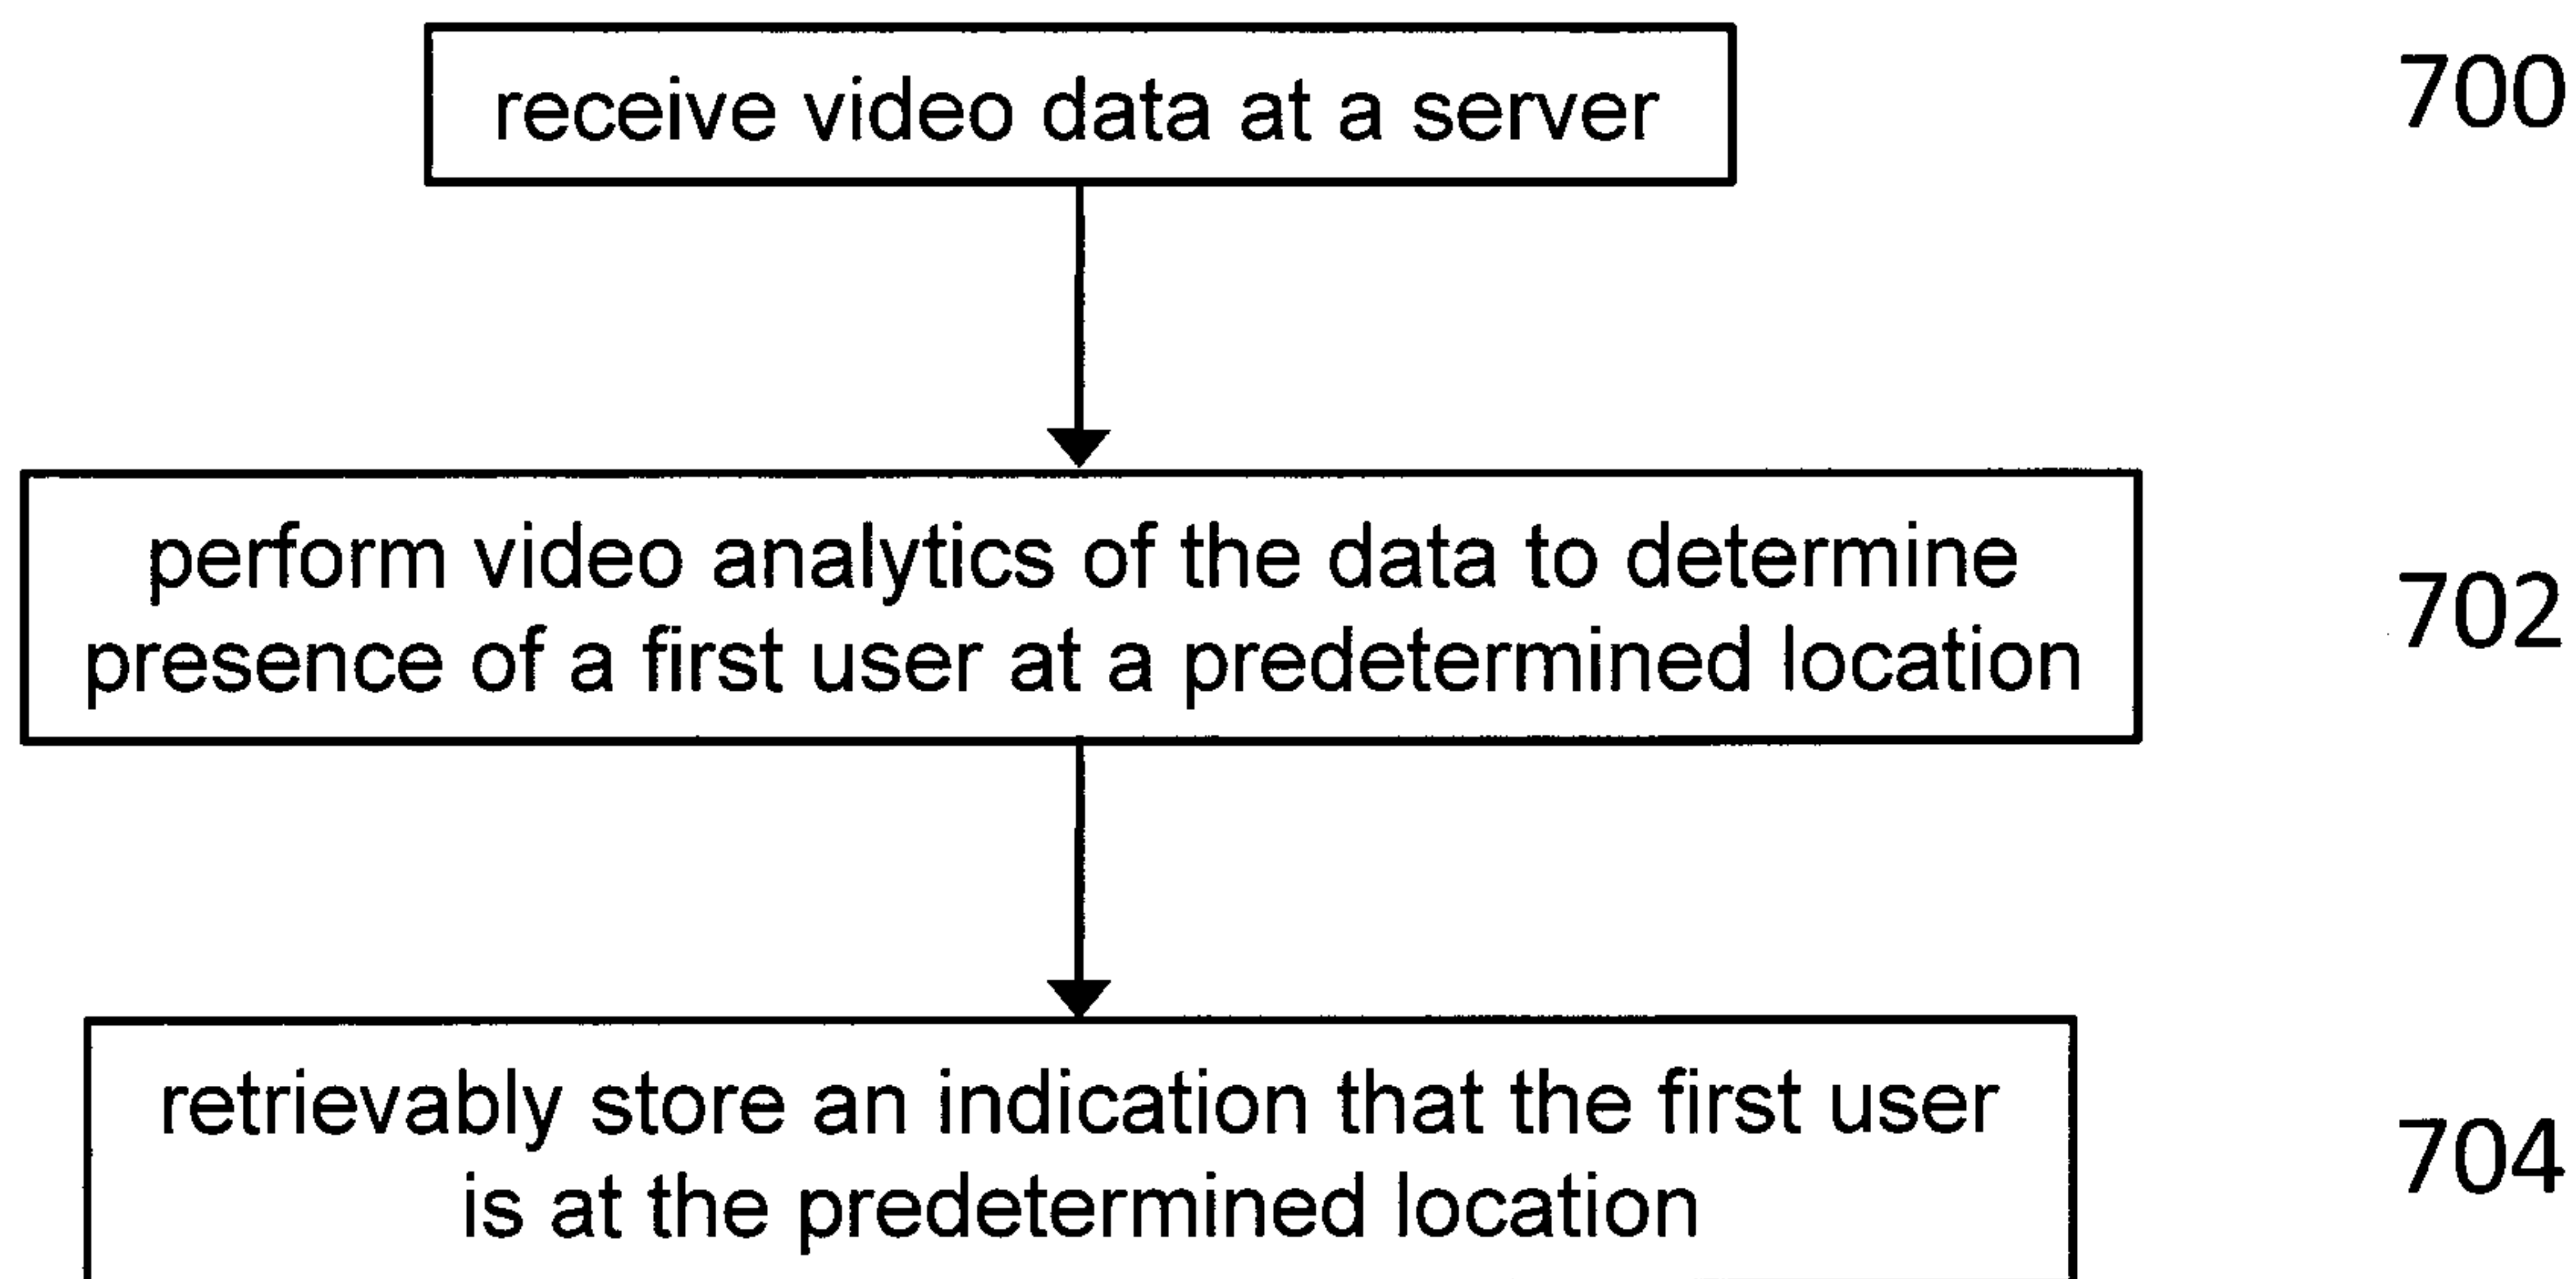 receive video data at a server
700
perform video analytics of the data to determine
presence of a first user at a predetermined location
702
retrievably store an indication that the first user
is at the predetermined location
704